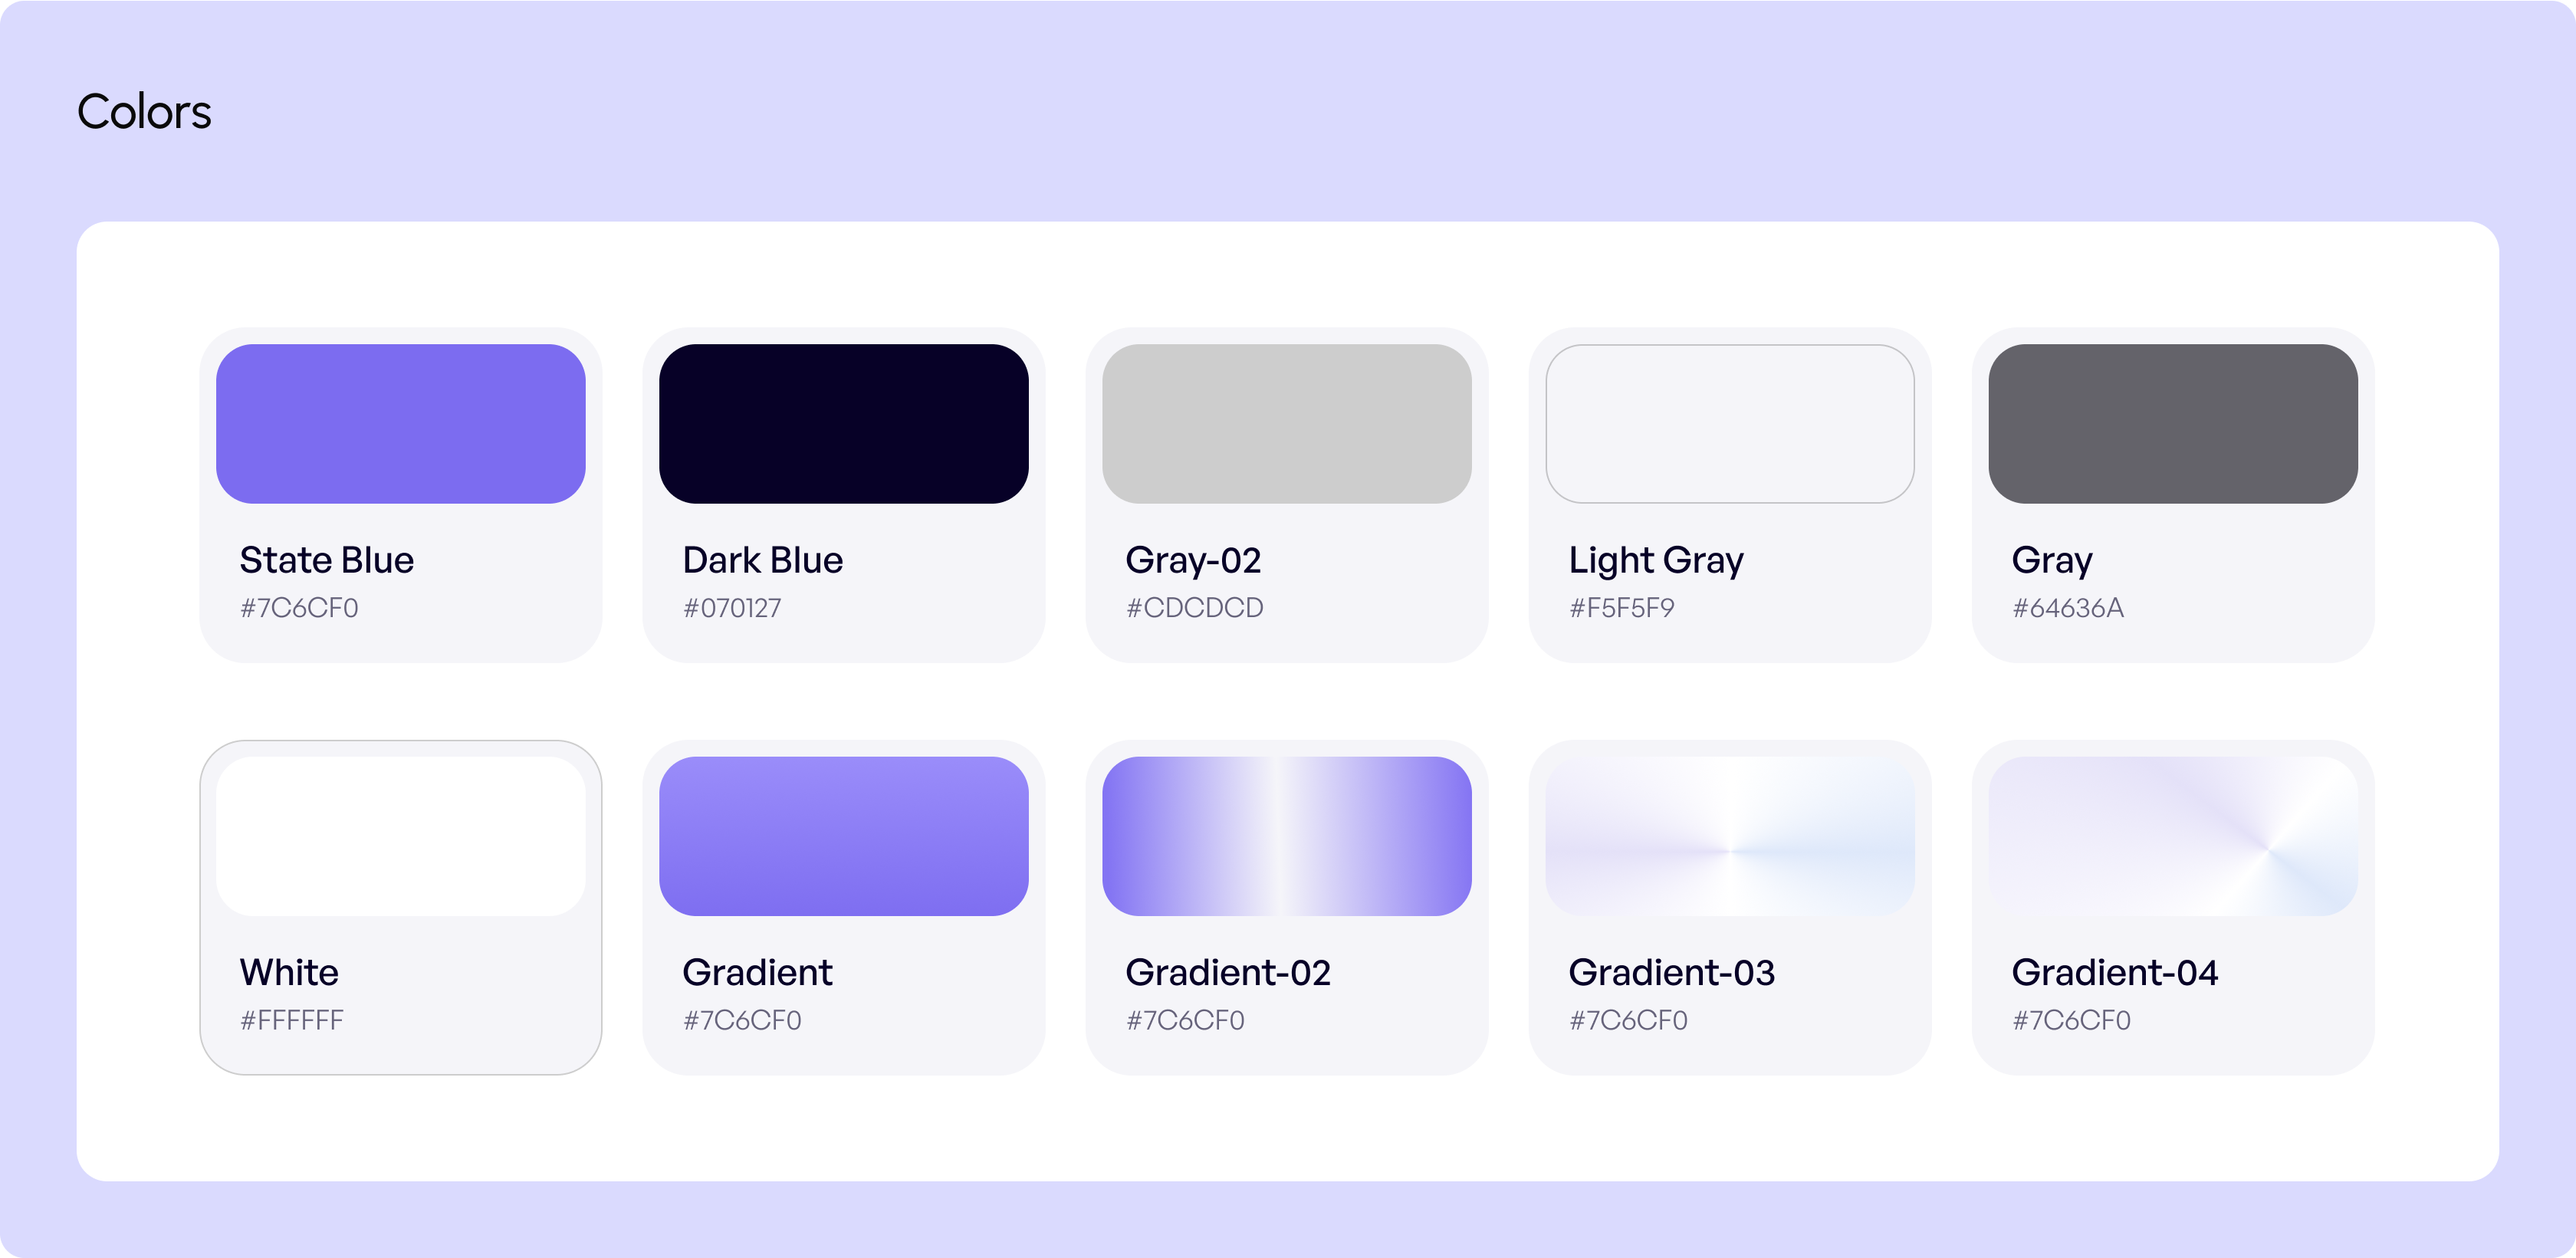 Colors
State Blue
#7C6CF0
Dark Blue
#070127
Gray-02
#CDCDCD
Light Gray
#F5F5F9
Gray
#64636A
White
#FFFFFF
Gradient
#7C6CF0
Gradient-02
#7C6CF0
Gradient-03
#7C6CF0
Gradient-04
#7C6CF0